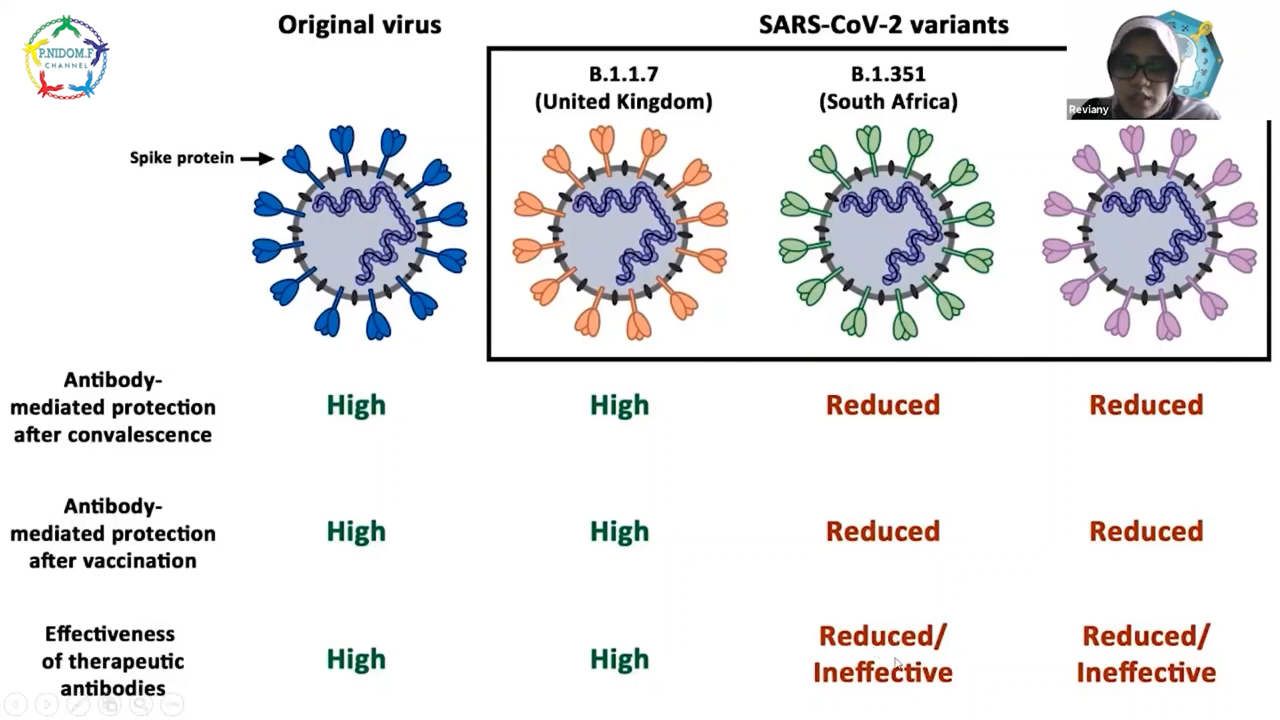 P.NIDOM.F
CHANNEL
Original virus
SARS-CoV-2 variants
B.1.1.7
(United Kingdom)
B.1.351
(South Africa)
Reviany
Spike protein
Antibody-
mediated protection
after convalescence
High
High
Reduced
Reduced
Antibody-
mediated protection
after vaccination
High
High
Reduced
Reduced
Effectiveness
of therapeutic
antibodies
High
High
Reduced/
Ineffective
Reduced/
Ineffective